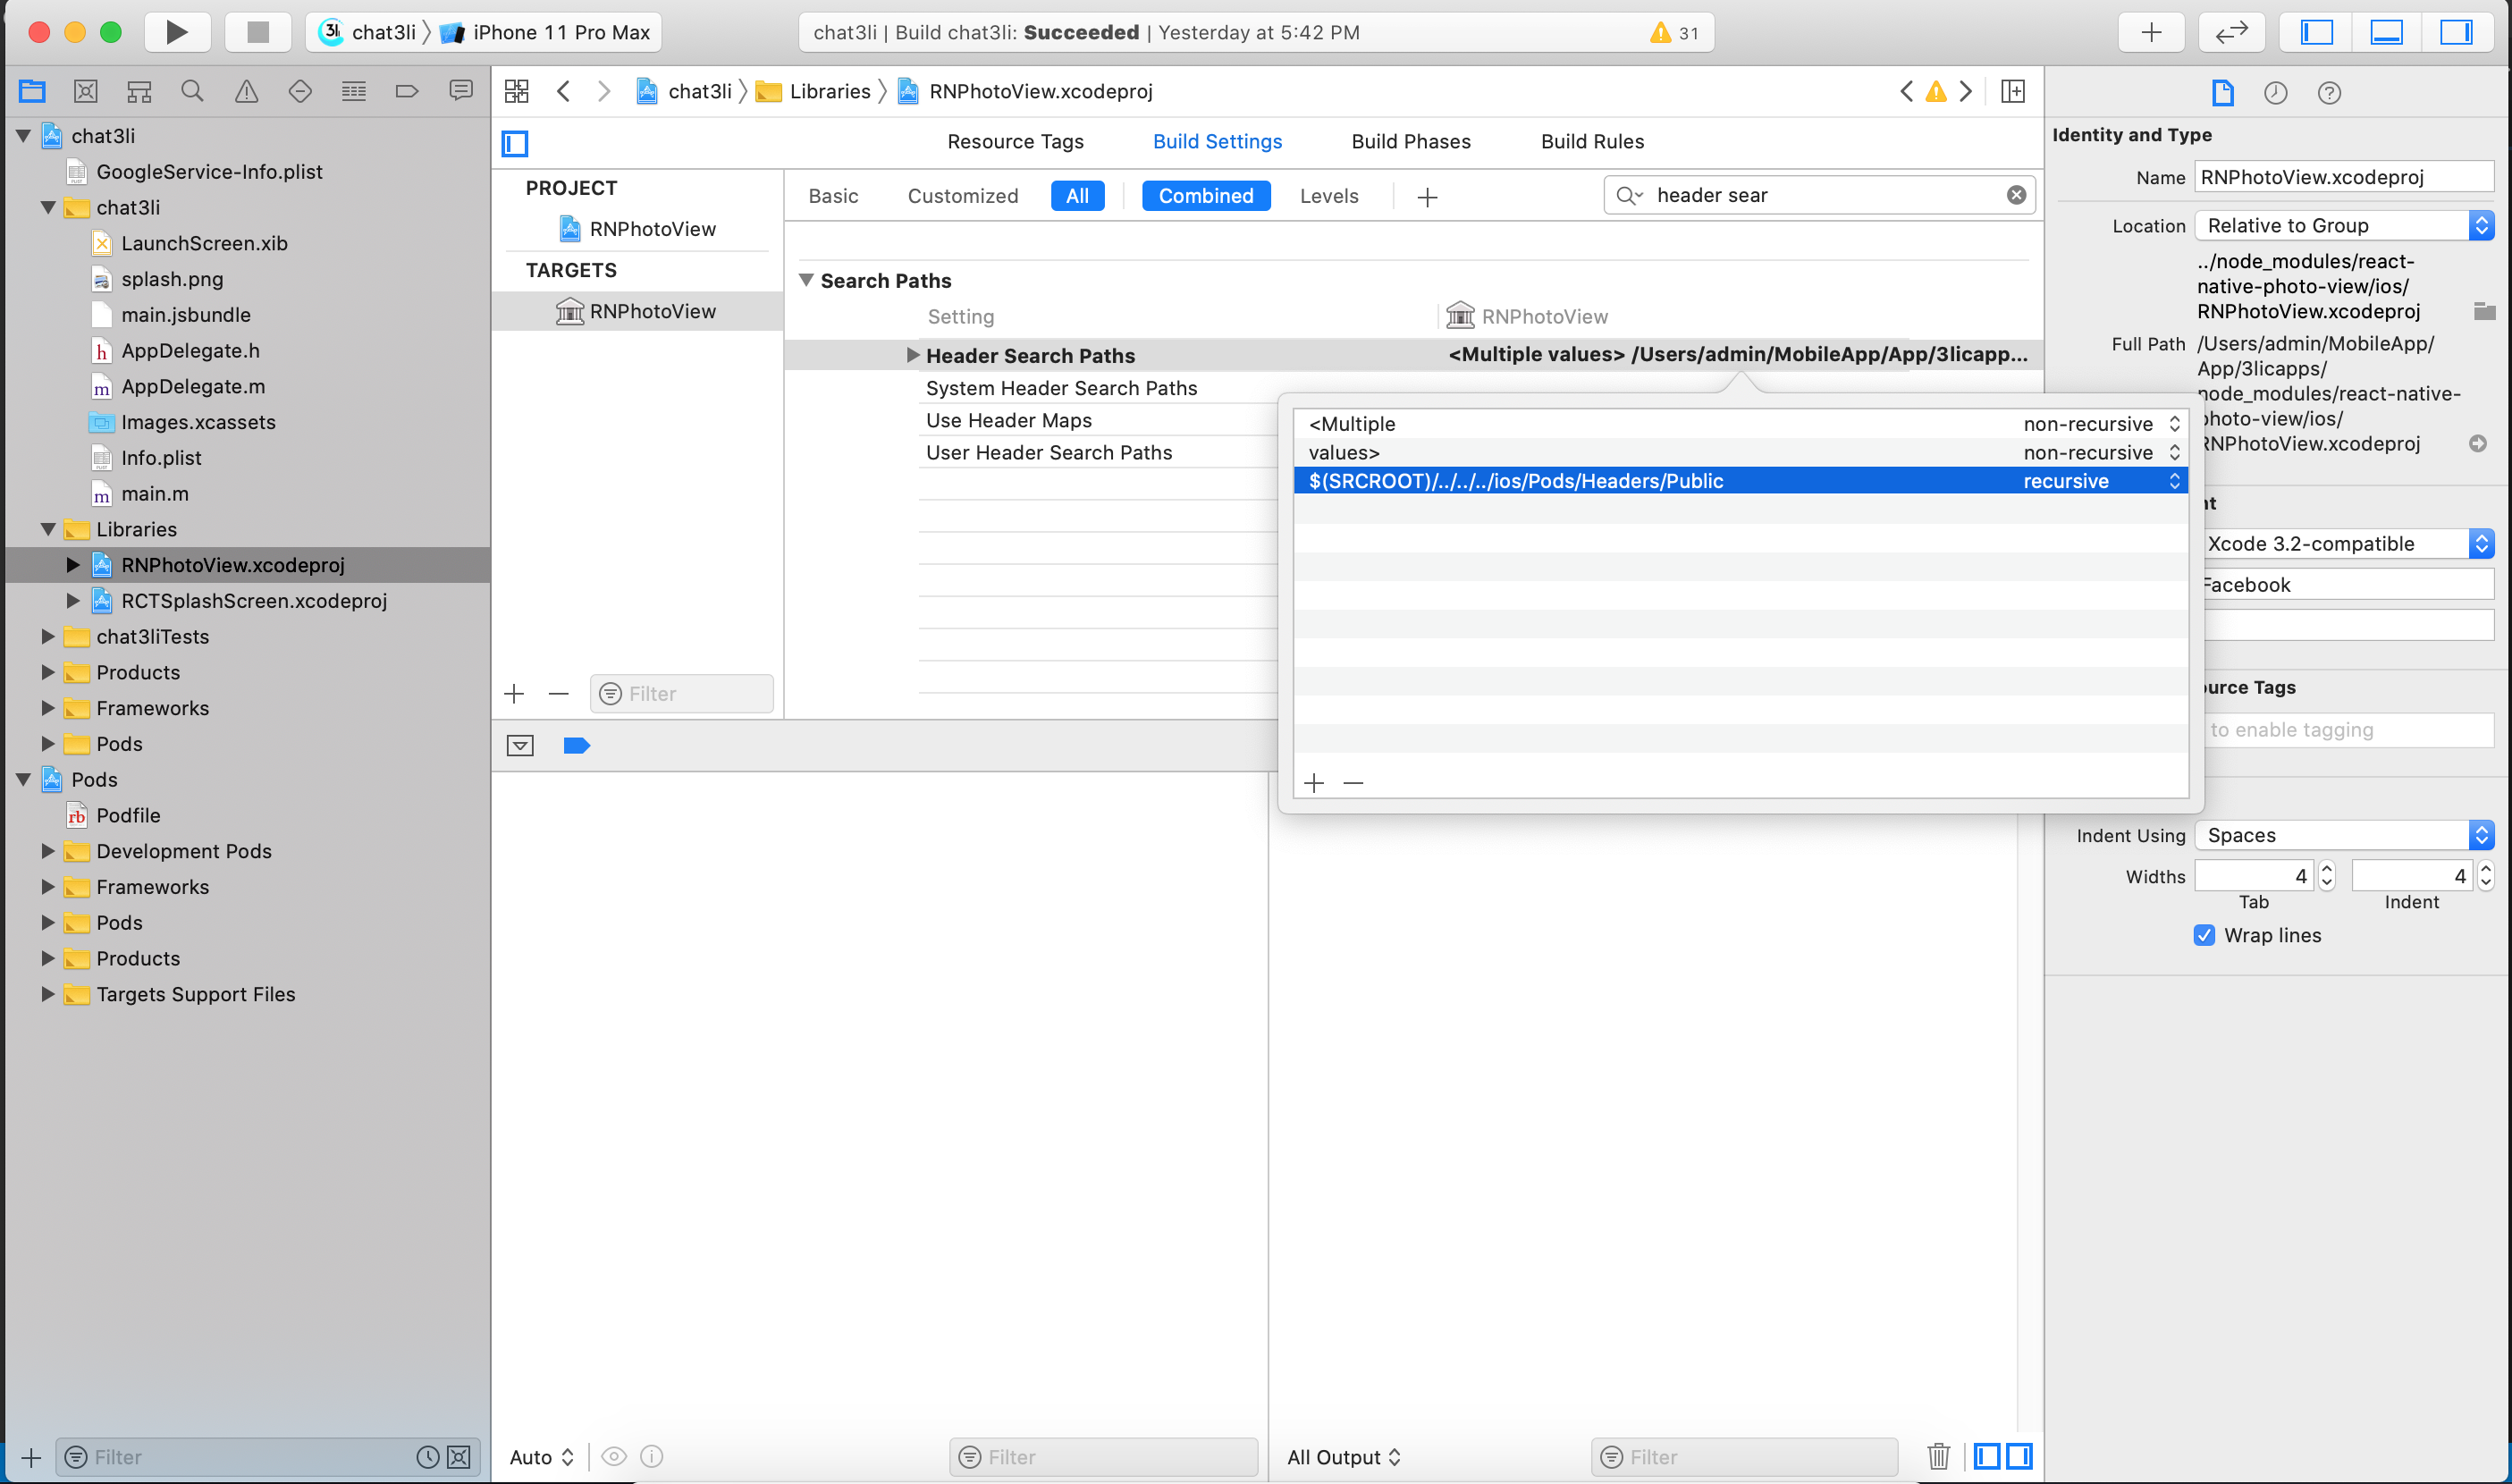 chat3li
iPhone 11 Pro Max
chat3li | Build chat3li: Succeeded | Yesterday at 5:42 PM
31
chat3li
GoogleService-Info.plist
chat3li
LaunchScreen.xib
splash.png
main.jsbundle
AppDelegate.h
AppDelegate.m
Images.xcassets
Info.plist
main.m
Libraries
RNPhotoView.xcodeproj
RCTSplashScreen.xcodeproj
chat3liTests
Products
Frameworks
Pods
Pods
Podfile
Development Pods
Frameworks
Pods
Products
Targets Support Files
Filter
chat3li
Libraries
RNPhotoView.xcodeproj
Resource Tags
Build Settings
Build Phases
Build Rules
PROJECT
RNPhotoView
TARGETS
RNPhotoView
Filter
Basic
Customized
All
Combined
Levels
header sear
Search Paths
Setting
RNPhotoView
Header Search Paths
<Multiple values> /Users/admin/MobileApp/App/3licapp...
System Header Search Paths
Use Header Maps
User Header Search Paths
<Multiple
non-recursive
values>
non-recursive
$(SRCROOT)/../../../ios/Pods/Headers/Public
recursive
Auto
Filter
All Output
Filter
Identity and Type
Name
RNPhotoView.xcodeproj
Location
Relative to Group
../node_modules/react-
native-photo-view/ios/
RNPhotoView.xcodeproj
Full Path
/Users/admin/MobileApp/
App/3licapps/
node_modules/react-native-
photo-view/ios/
RNPhotoView.xcodeproj
nt
Xcode 3.2-compatible
Facebook
ource Tags
to enable tagging
Indent Using
Spaces
Widths
4
4
Tab
Indent
Wrap lines